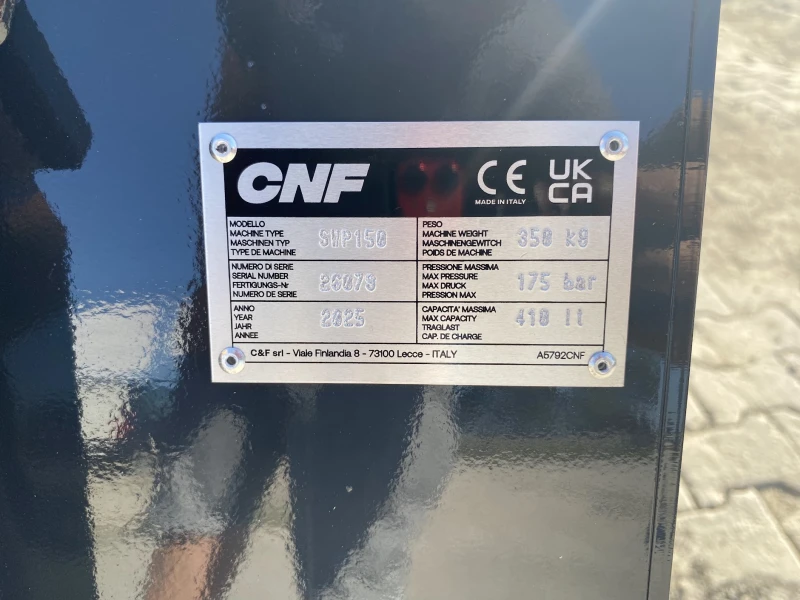 CNF
CE
MADE IN ITALY
UK
CA
MODELLO
MACHINE TYPE
MASCHINEN TYP
TYPE DE MACHINE
SWP150
PESO
MACHINE WEIGHT
MASCHINENGEWITCH
POIDS DE MACHINE
350 kg
NUMERO DI SERIE
SERIAL NUMBER
FERTIGUNGS-Nr
NUMERO DE SERIE
PRESSIONE MASSIMA
MAX PRESSURE
MAX DRUCK
PRESSION MAX
175 bar
ANNO
YEAR
JAHR
ANNEE
2025
CAPACITA' MASSIMA
MAX CAPACITY
TRAGLAST
CAP. DE CHARGE
410 lt
C&F srl - Viale Finlandia 8 - 73100 Lecce - ITALY
A5792CNF